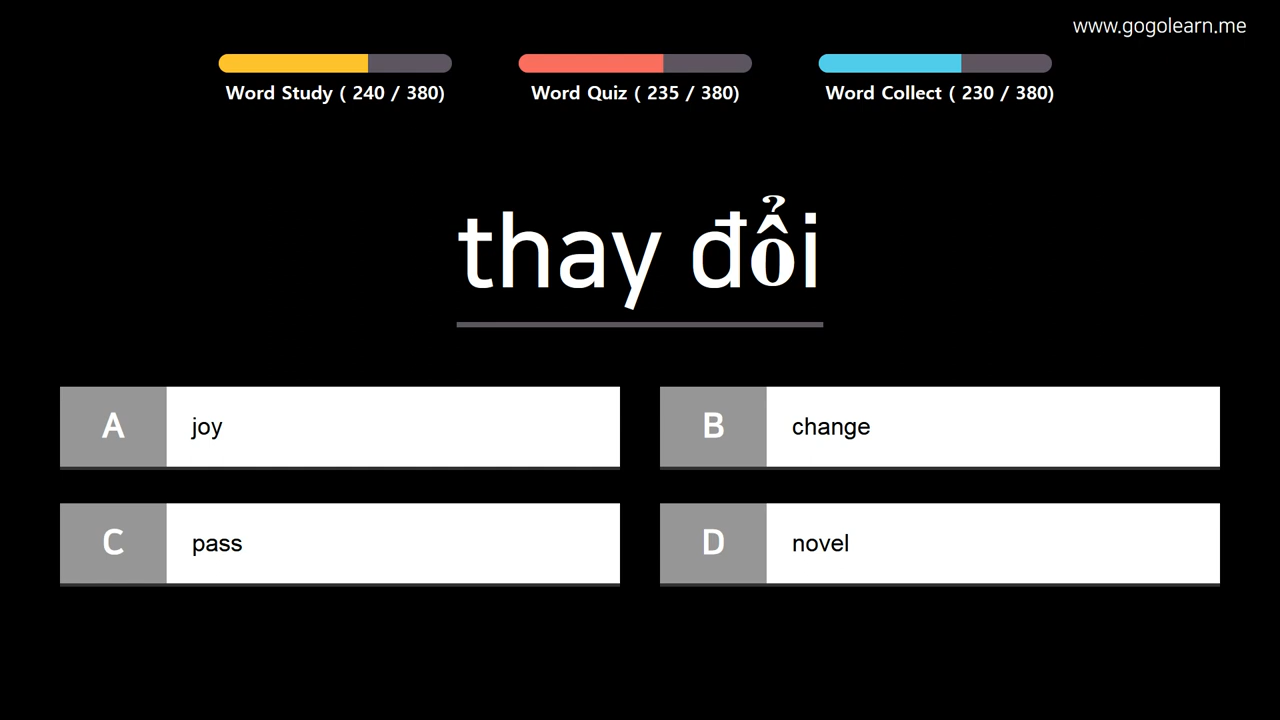 www.gogolearn.me
Word Study ( 240 / 380)
Word Quiz ( 235 / 380)
Word Collect ( 230 / 380)
thay đổi
A joy
B change
C pass
D novel